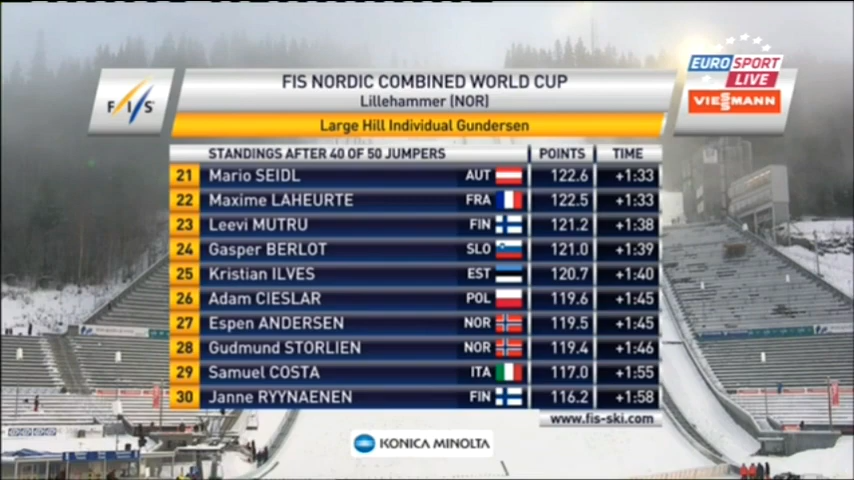 FIS NORDIC COMBINED WORLD CUP
Lillehammer (NOR)
Large Hill Individual Gundersen
FIS
EUROSPORT
LIVE
VIESSMANN
STANDINGS AFTER 40 OF 50 JUMPERS POINTS TIME
21 Mario SEIDL AUT 122.6 +1:33
22 Maxime LAHEURTE FRA 122.5 +1:33
23 Leevi MUTRU FIN 121.2 +1:38
24 Gasper BERLOT SLO 121.0 +1:39
25 Kristian ILVES EST 120.7 +1:40
26 Adam CIESLAR POL 119.6 +1:45
27 Espen ANDERSEN NOR 119.5 +1:45
28 Gudmund STORLIEN NOR 119.4 +1:46
29 Samuel COSTA ITA 117.0 +1:55
30 Janne RYYNAENEN FIN 116.2 +1:58
www.fis-ski.com
KONICA MINOLTA